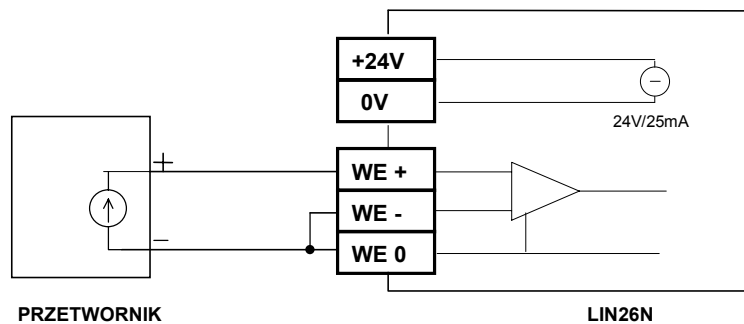 +24V
0V
24V/25mA
+
WE +
WE -
–
WE 0
PRZETWORNIK
LIN26N